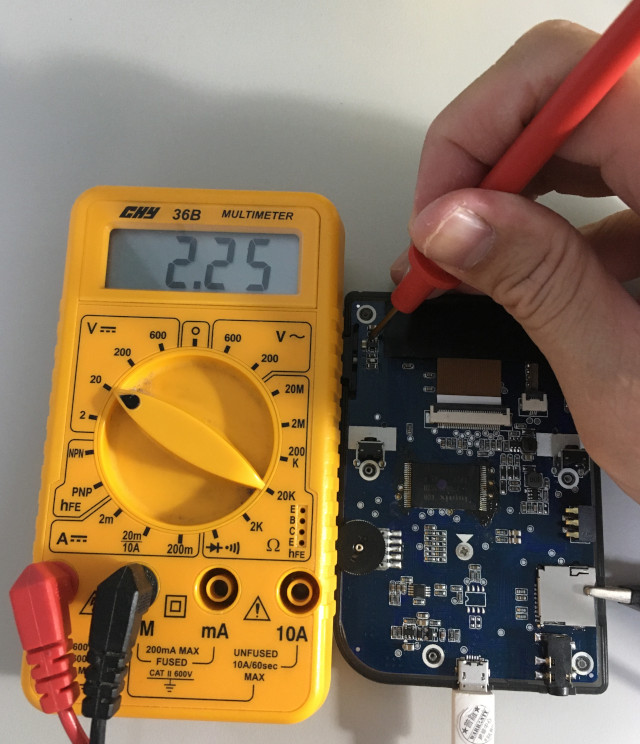 CHY 36B MULTIMETER
2.25
V
600
V
600
200
200
20
20M
2
2M
200
K
NPN
PNP
hFE
20K
2m
2K
E
B
C
E
hFE
A
20m
10A
200m
Ω
M
mA
10A
200mA MAX
FUSED
CAT II 600V
UNFUSED
10A/60sec
MAX
600V